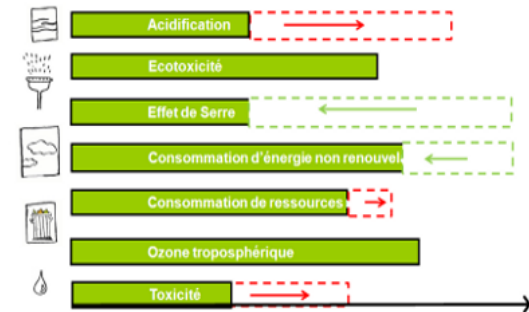 Acidification
Ecotoxicité
Effet de Serre
Consommation d'énergie non renouvel.
Consommation de ressources
Ozone troposphérique
Toxicité